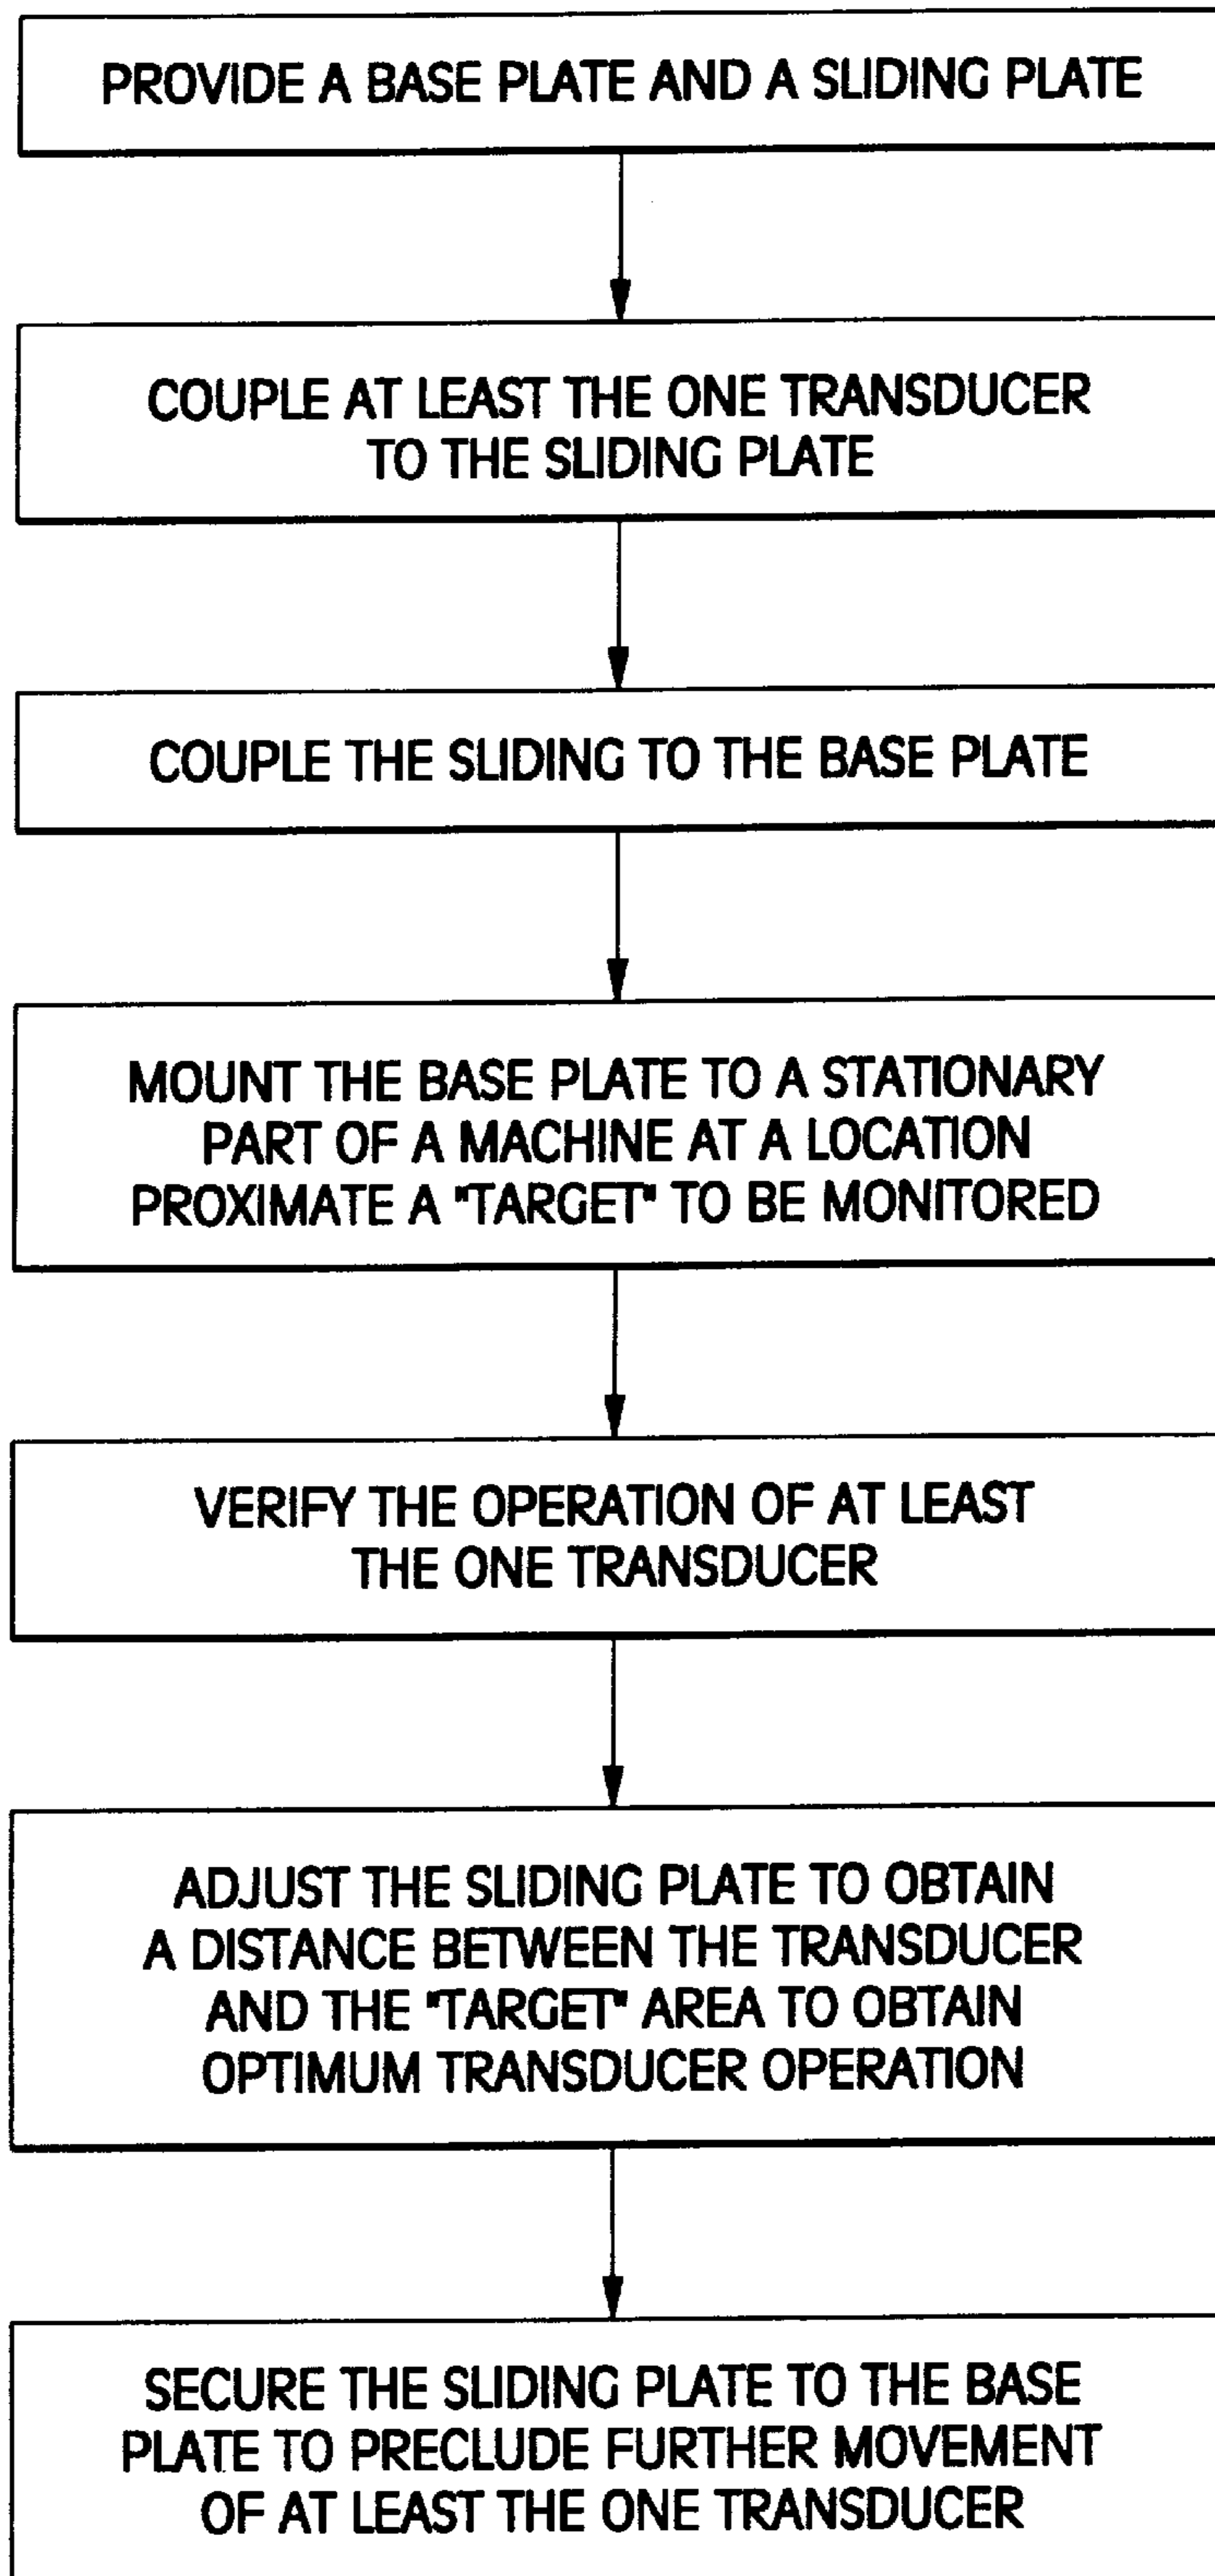 PROVIDE A BASE PLATE AND A SLIDING PLATE
COUPLE AT LEAST THE ONE TRANSDUCER
TO THE SLIDING PLATE
COUPLE THE SLIDING TO THE BASE PLATE
MOUNT THE BASE PLATE TO A STATIONARY
PART OF A MACHINE AT A LOCATION
PROXIMATE A "TARGET" TO BE MONITORED
VERIFY THE OPERATION OF AT LEAST
THE ONE TRANSDUCER
ADJUST THE SLIDING PLATE TO OBTAIN
A DISTANCE BETWEEN THE TRANSDUCER
AND THE "TARGET" AREA TO OBTAIN
OPTIMUM TRANSDUCER OPERATION
SECURE THE SLIDING PLATE TO THE BASE
PLATE TO PRECLUDE FURTHER MOVEMENT
OF AT LEAST THE ONE TRANSDUCER